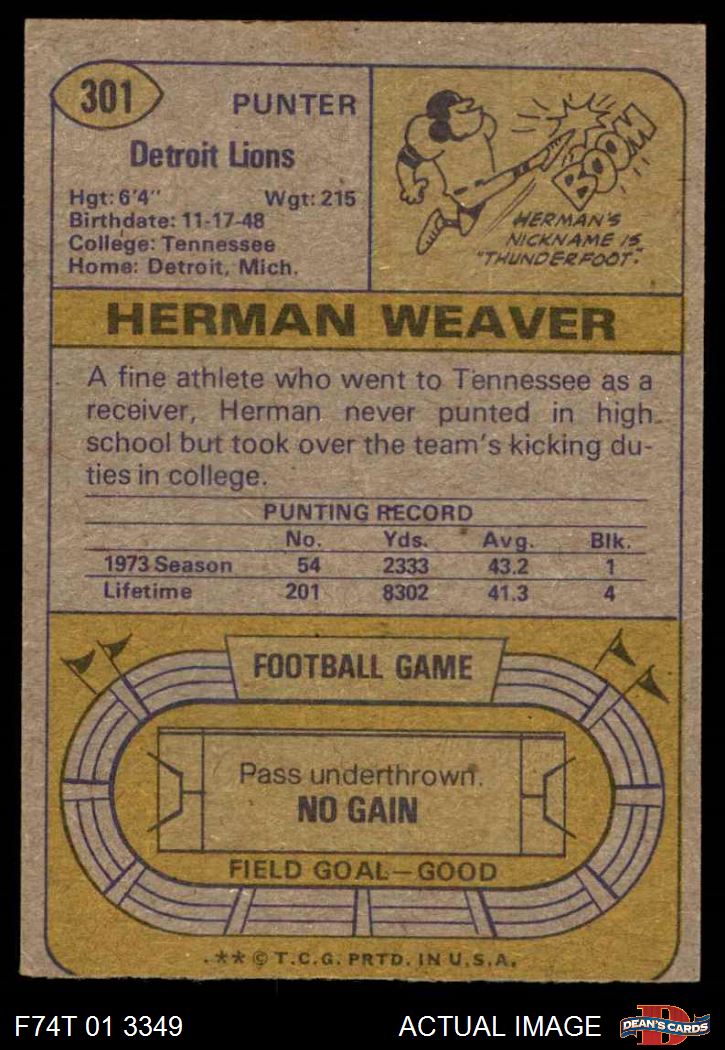 301
PUNTER
Detroit Lions
Hgt: 6'4" Wgt: 215
Birthdate: 11-17-48
College: Tennessee
Home: Detroit, Mich.
BOOM
HERMAN'S
NICKNAME IS
"THUNDERFOOT."
HERMAN WEAVER
A fine athlete who went to Tennessee as a
receiver, Herman never punted in high
school but took over the team's kicking du-
ties in college.
PUNTING RECORD
No. Yds. Avg. Blk.
1973 Season 54 2333 43.2 1
Lifetime 201 8302 41.3 4
FOOTBALL GAME
Pass underthrown.
NO GAIN
FIELD GOAL—GOOD
.** © T.C.G. PRTD. IN U.S.A.
F74T 01 3349 ACTUAL IMAGE
D
DEAN'S CARDS